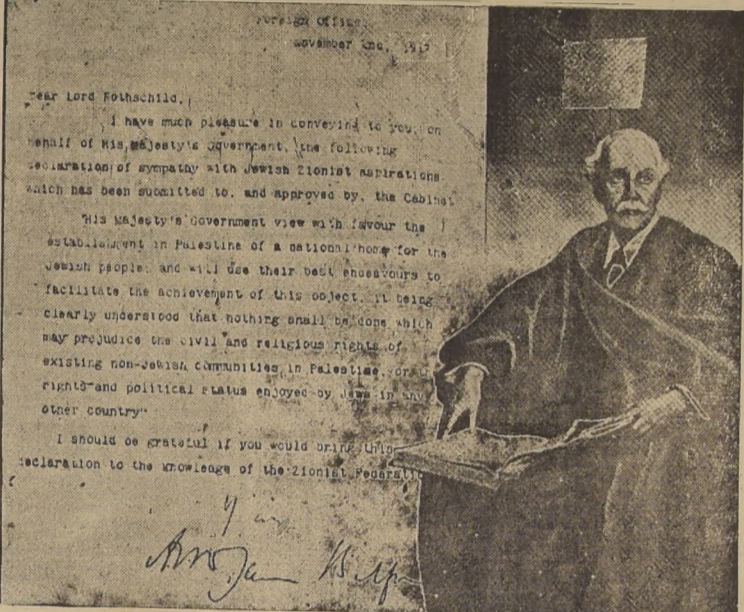 Foreign Office,
November 2nd, 1917
Dear Lord Rothschild,
I have much pleasure in conveying to you, on
behalf of His Majesty's Government, the following
declaration of sympathy with Jewish Zionist aspirations
which has been submitted to, and approved by, the Cabinet
"His Majesty's Government view with favour the
establishment in Palestine of a national home for the
Jewish people, and will use their best endeavours to
facilitate the achievement of this object, it being
clearly understood that nothing shall be done which
may prejudice the civil and religious rights of
existing non-Jewish communities in Palestine, or
rights and political status enjoyed by Jews in any
other country"
I should be grateful if you would bring this
declaration to the knowledge of the Zionist Federati